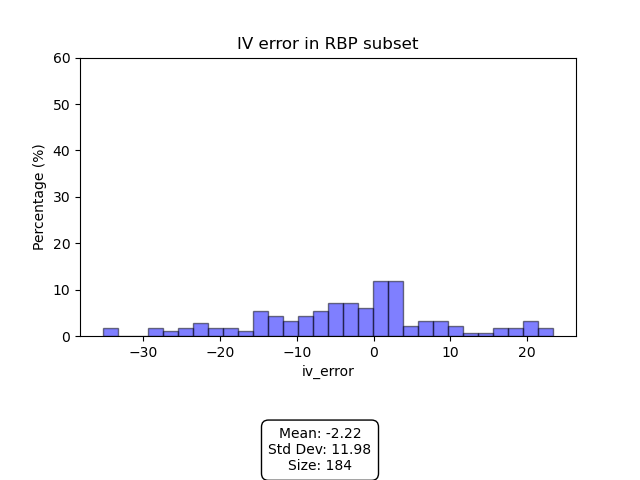 IV error in RBP subset
60
50
40
30
20
10
0
Percentage (%)
−30
−20
−10
0
10
20
iv_error
Mean: -2.22
Std Dev: 11.98
Size: 184